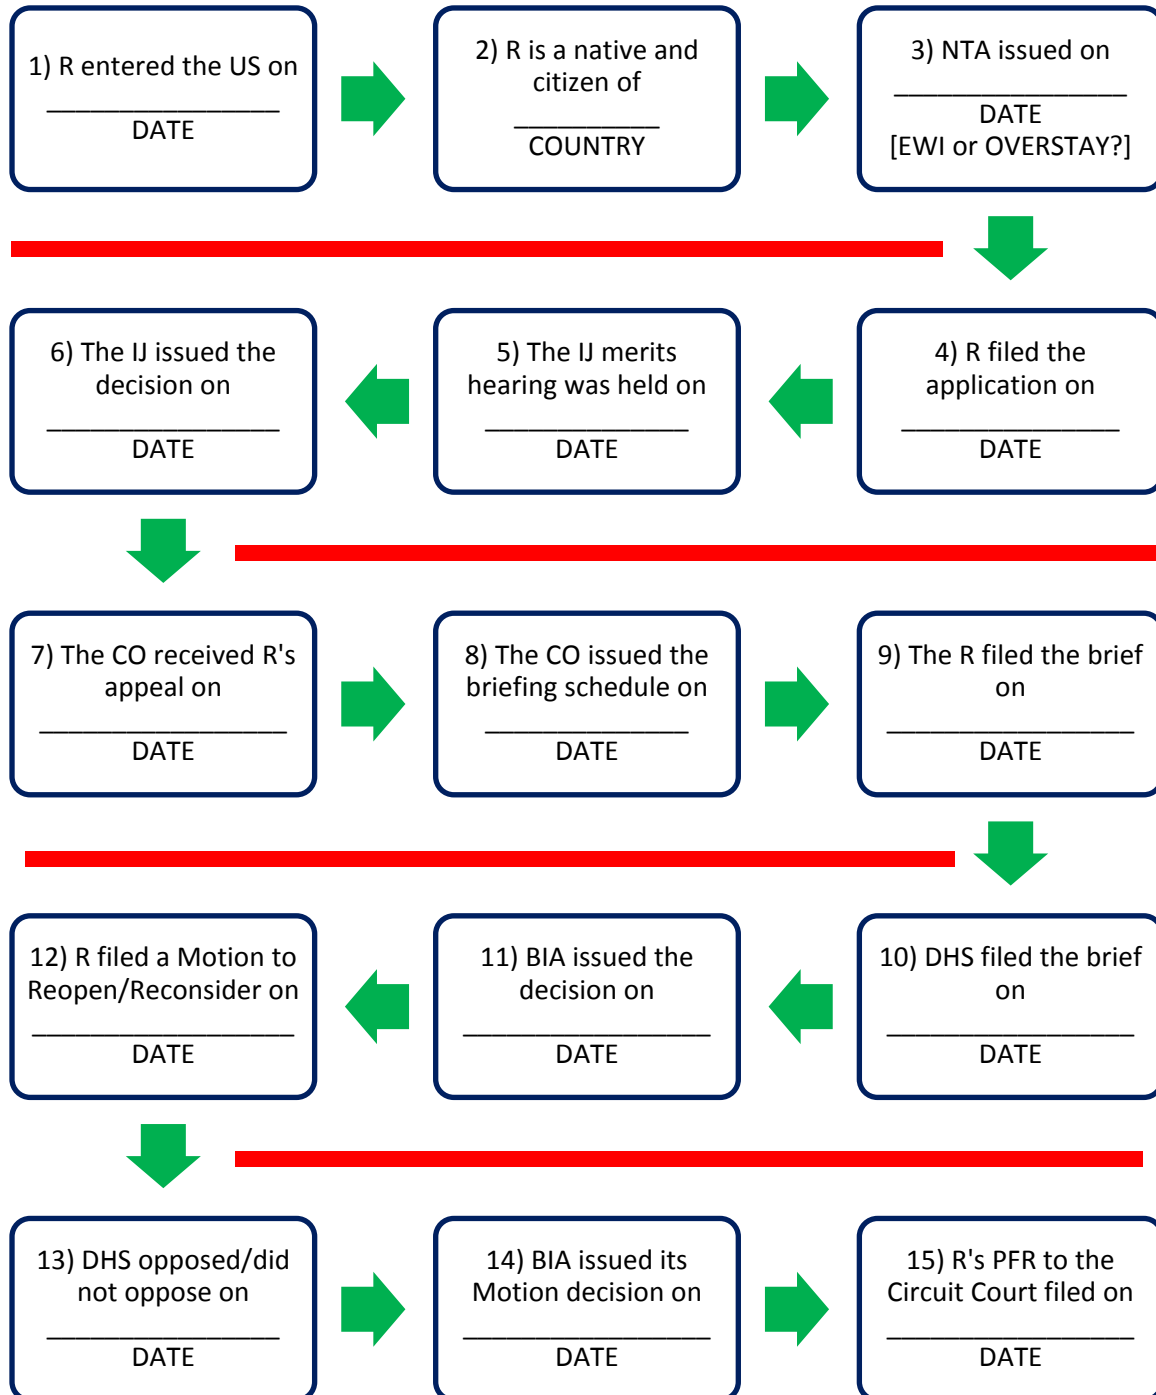 1) R entered the US on
________________
DATE
2) R is a native and
citizen of
__________
COUNTRY
3) NTA issued on
________________
DATE
[EWI or OVERSTAY?]
4) R filed the
application on
_______________
DATE
5) The IJ merits
hearing was held on
______________
DATE
6) The IJ issued the
decision on
________________
DATE
7) The CO received R's
appeal on
_________________
DATE
8) The CO issued the
briefing schedule on
______________
DATE
9) The R filed the brief
on
_________________
DATE
10) DHS filed the brief
on
_________________
DATE
11) BIA issued the
decision on
_________________
DATE
12) R filed a Motion to
Reopen/Reconsider on
__________________
DATE
13) DHS opposed/did
not oppose on
________________
DATE
14) BIA issued its
Motion decision on
_________________
DATE
15) R's PFR to the
Circuit Court filed on
_________________
DATE